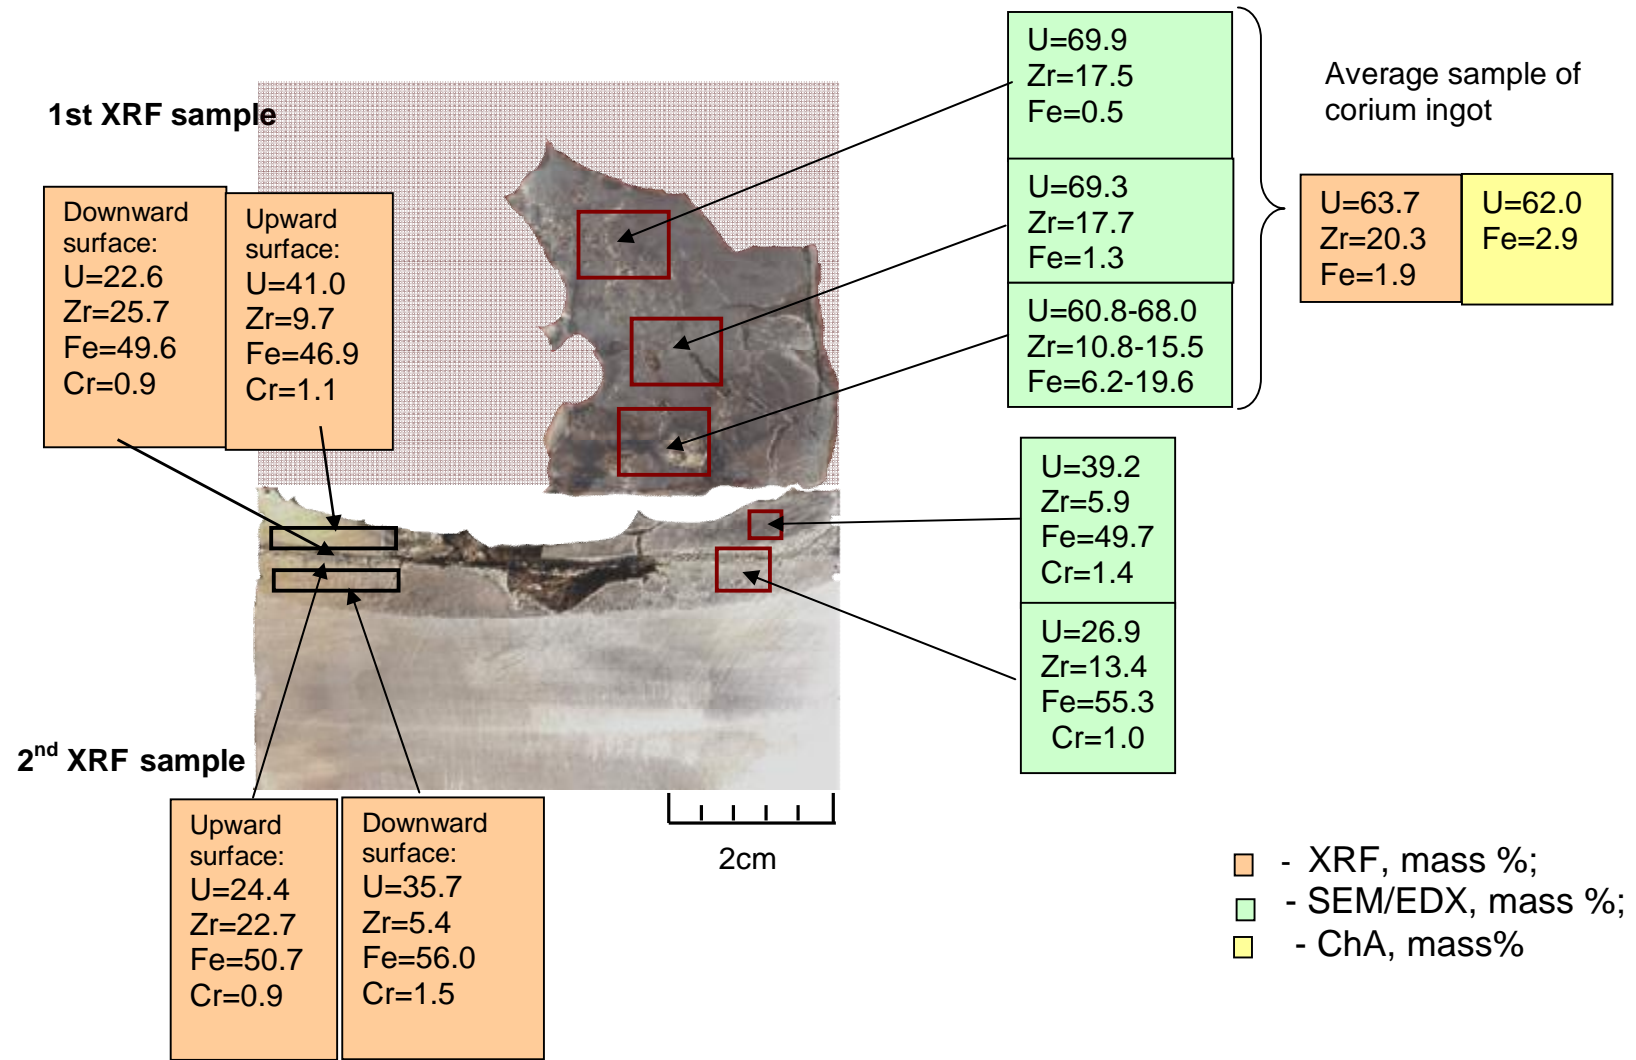 1st XRF sample
Downward
surface:
U=22.6
Zr=25.7
Fe=49.6
Cr=0.9
Upward
surface:
U=41.0
Zr=9.7
Fe=46.9
Cr=1.1
U=69.9
Zr=17.5
Fe=0.5
U=69.3
Zr=17.7
Fe=1.3
U=60.8-68.0
Zr=10.8-15.5
Fe=6.2-19.6
Average sample of
corium ingot
U=63.7
Zr=20.3
Fe=1.9
U=62.0
Fe=2.9
U=39.2
Zr=5.9
Fe=49.7
Cr=1.4
U=26.9
Zr=13.4
Fe=55.3
Cr=1.0
2nd XRF sample
Upward
surface:
U=24.4
Zr=22.7
Fe=50.7
Cr=0.9
Downward
surface:
U=35.7
Zr=5.4
Fe=56.0
Cr=1.5
2cm
- XRF, mass %;
- SEM/EDX, mass %;
- ChA, mass%